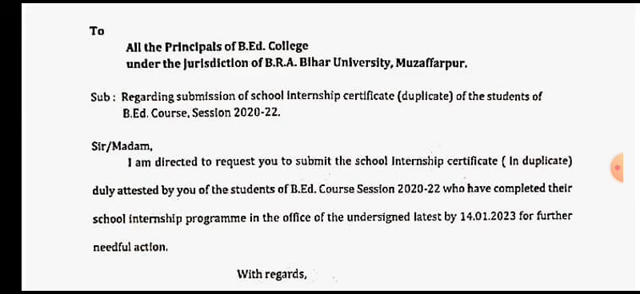 To
All the Principals of B.Ed. College
under the Jurisdiction of B.R.A. Bihar University, Muzaffarpur.
Sub : Regarding submission of school Internship certificate (duplicate) of the students of
B.Ed. Course, Session 2020-22.
Sir/Madam,
I am directed to request you to submit the school Internship certificate ( In duplicate)
duly attested by you of the students of B.Ed. Course Session 2020-22 who have completed their
school internship programme in the office of the undersigned latest by 14.01.2023 for further
needful action.
With regards,